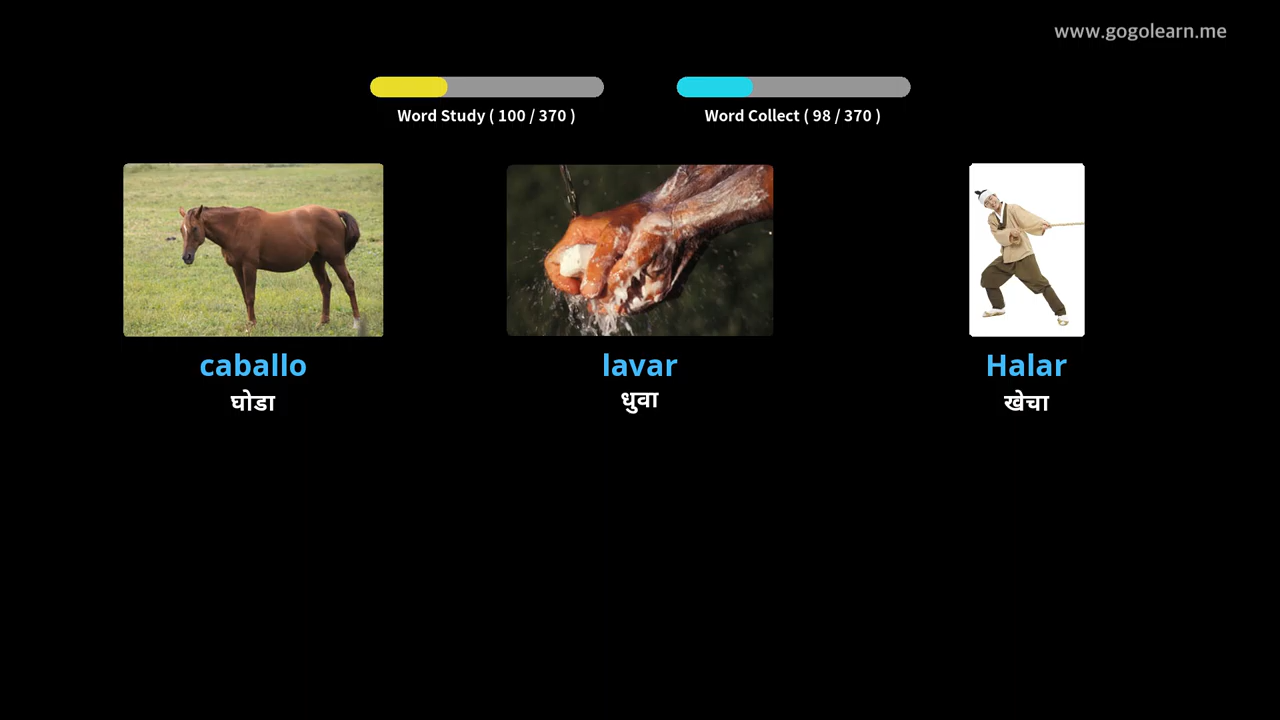 www.gogolearn.me
Word Study ( 100 / 370 )
Word Collect ( 98 / 370 )
caballo
lavar
Halar
घोडा
धुवा
खेचा